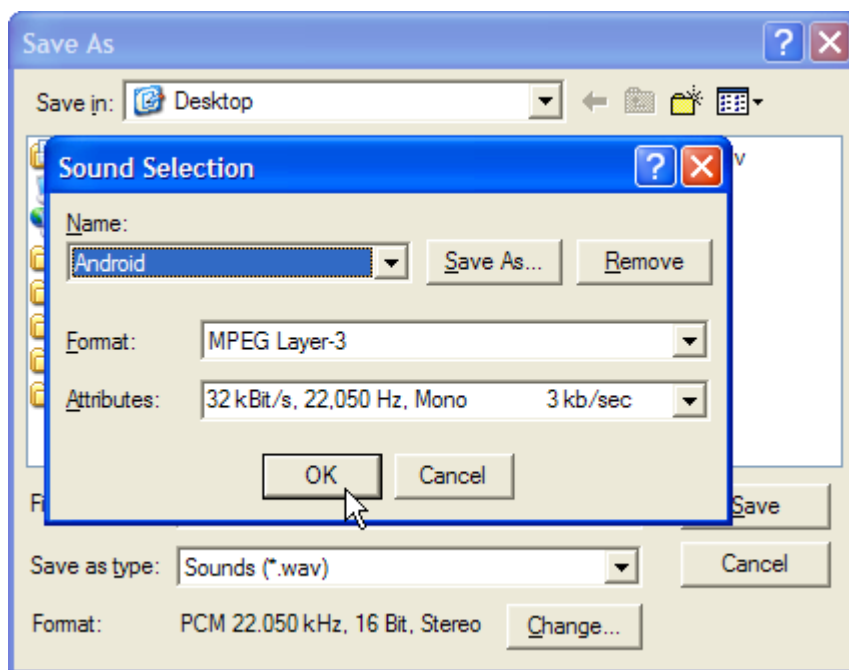 Save As
Save in: Desktop
v
Sound Selection
Name:
Android
Save As...
Remove
Format: MPEG Layer-3
Attributes: 32 kBit/s, 22,050 Hz, Mono 3 kb/sec
OK
Cancel
Fi
Save
Save as type: Sounds (*.wav)
Cancel
Format: PCM 22.050 kHz, 16 Bit, Stereo
Change...